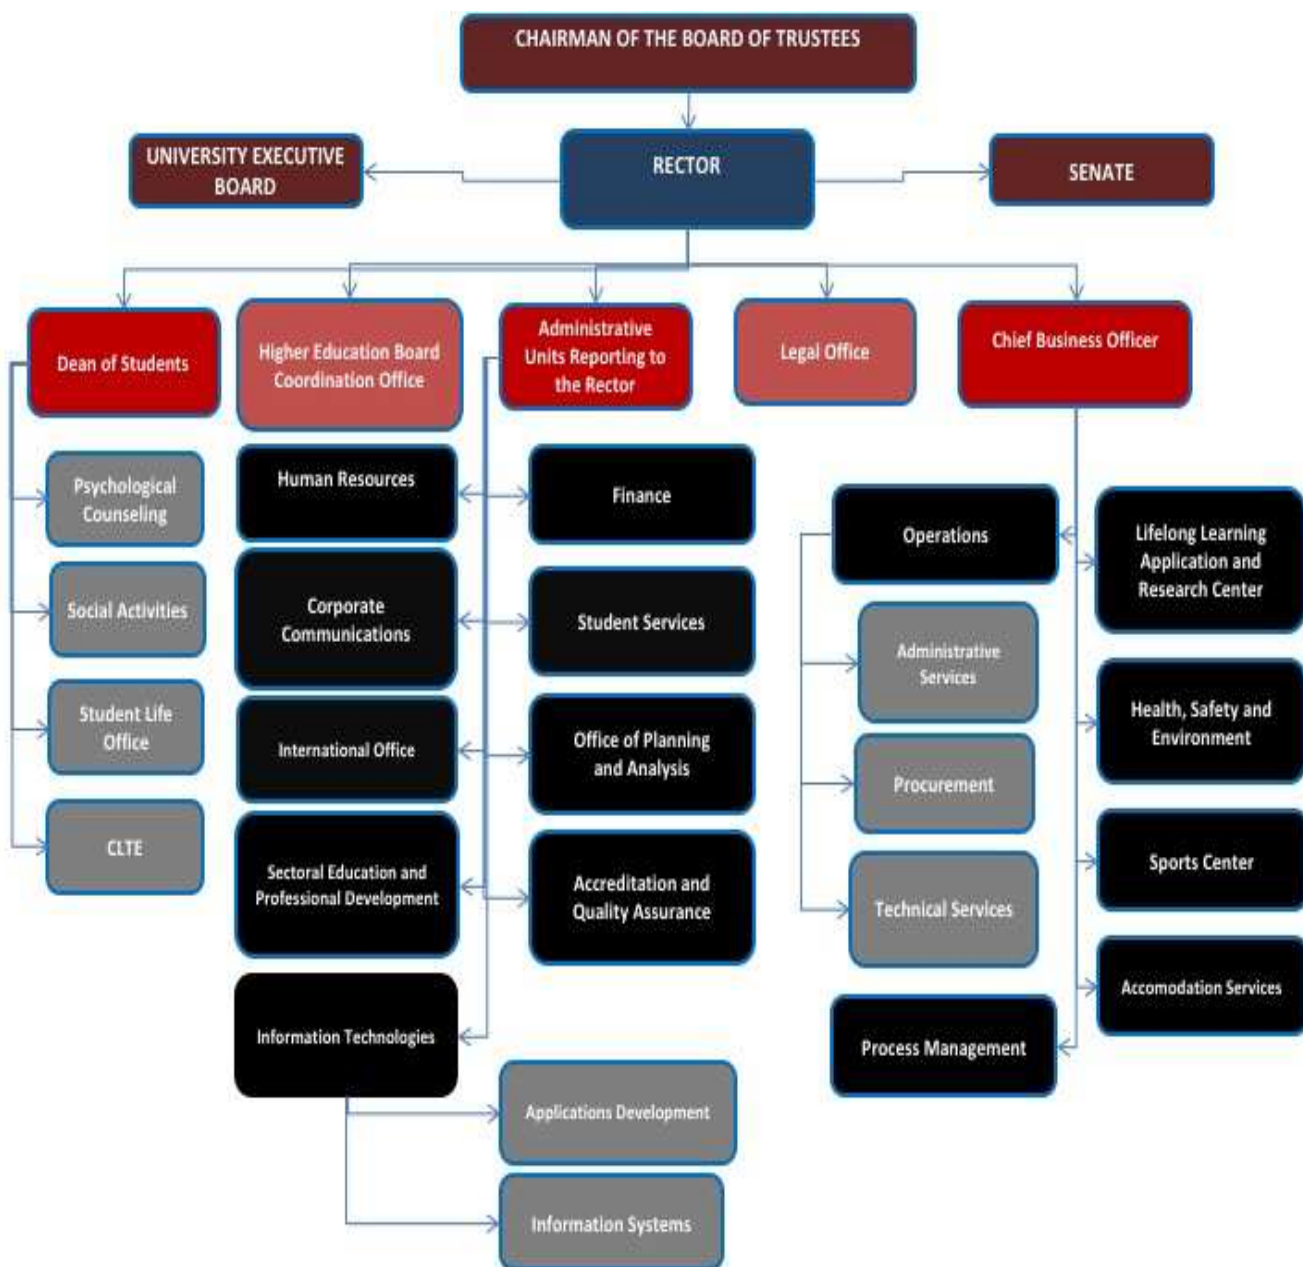 CHAIRMAN OF THE BOARD OF TRUSTEES
UNIVERSITY EXECUTIVE
BOARD
RECTOR
SENATE
Dean of Students
Higher Education Board
Coordination Office
Administrative
Units Reporting to
the Rector
Legal Office
Chief Business Officer
Psychological
Counseling
Social Activities
Student Life
Office
CLTE
Human Resources
Corporate
Communications
International Office
Sectoral Education and
Professional Development
Information Technologies
Finance
Student Services
Office of Planning
and Analysis
Accreditation and
Quality Assurance
Applications Development
Information Systems
Operations
Administrative
Services
Procurement
Technical Services
Process Management
Lifelong Learning
Application and
Research Center
Health, Safety and
Environment
Sports Center
Accomodation Services